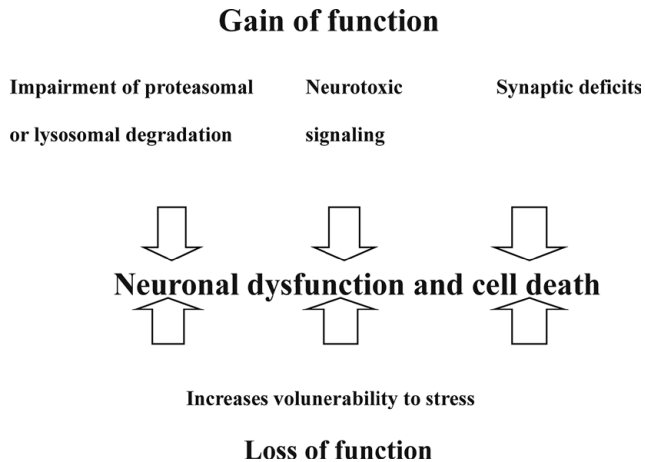 Gain of function
Impairment of proteasomal Neurotoxic Synaptic deficits
or lysosomal degradation signaling
Neuronal dysfunction and cell death
Increases volunerability to stress
Loss of function